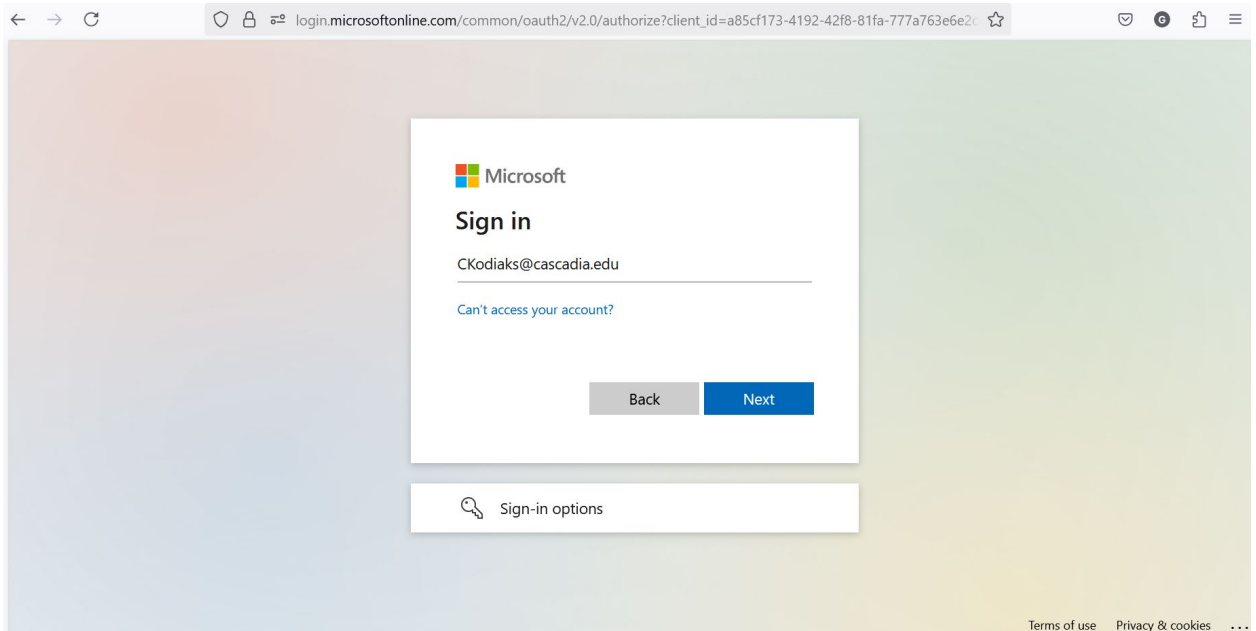 login.microsoftonline.com/common/oauth2/v2.0/authorize?client_id=a85cf173-4192-42f8-81fa-777a763e6e2c
G
Microsoft
Sign in
CKodiaks@cascadia.edu
Can't access your account?
Back Next
Sign-in options
Terms of use Privacy & cookies ...